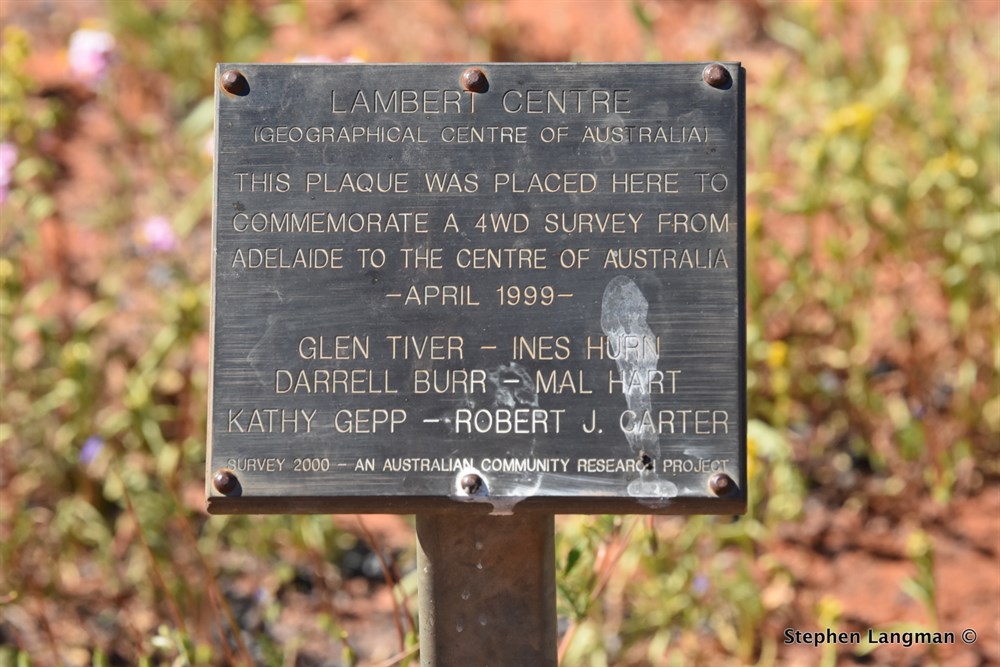 LAMBERT CENTRE
(GEOGRAPHICAL CENTRE OF AUSTRALIA)
THIS PLAQUE WAS PLACED HERE TO
COMMEMORATE A 4WD SURVEY FROM
ADELAIDE TO THE CENTRE OF AUSTRALIA
-APRIL 1999-
GLEN TIVER - INES HURN
DARRELL BURR - MAL HART
KATHY GEPP - ROBERT J. CARTER
SURVEY 2000 - AN AUSTRALIAN COMMUNITY RESEARCH PROJECT
Stephen Langman ©